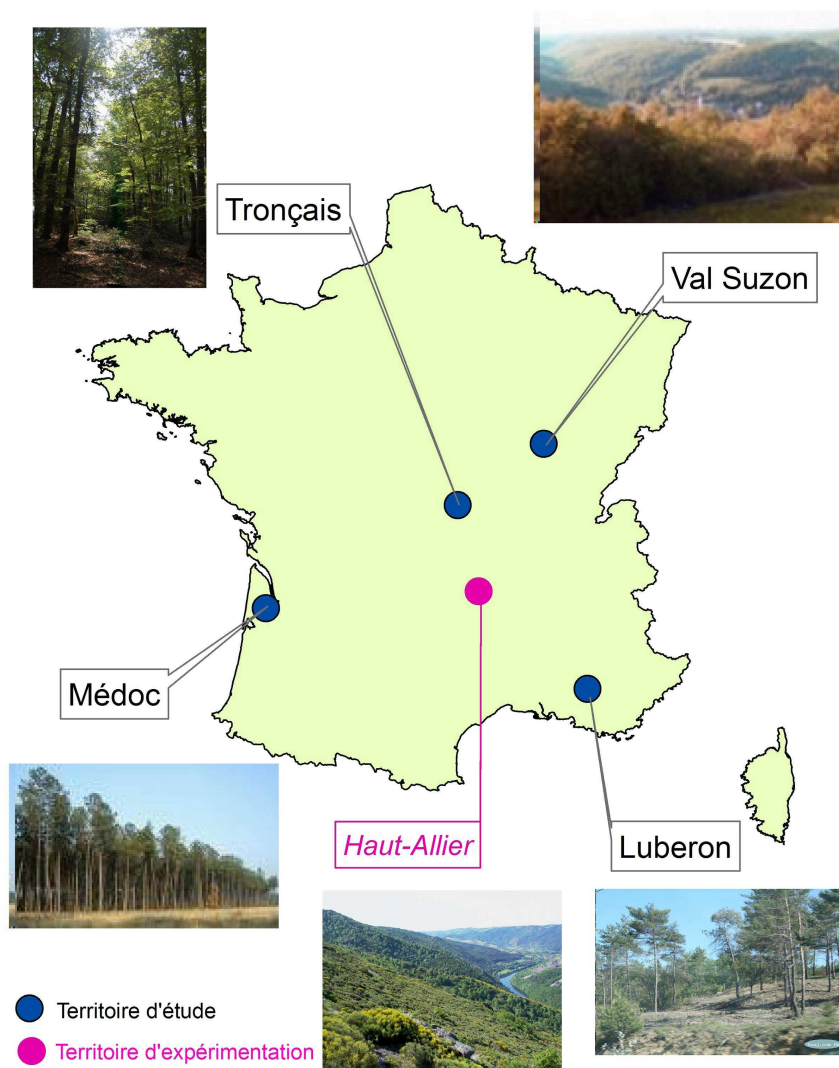 Tronçais
Val Suzon
Médoc
Haut-Allier
Luberon
Territoire d'étude
Territoire d'expérimentation